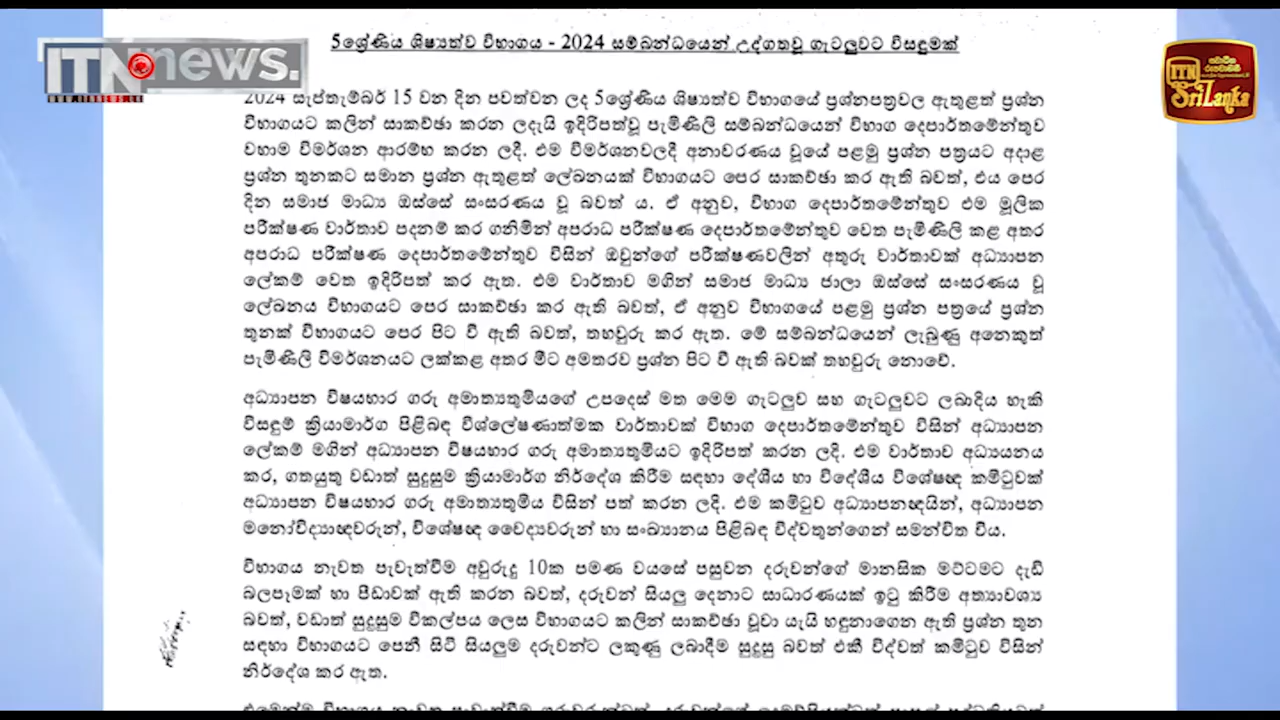 ITN news.
WWW.ITNNEWS.LK
ITN
Sri Lanka
5ශ්‍රේණිය ශිෂ්‍යත්ව විභාගය - 2024 සම්බන්ධයෙන් උද්ගතවූ ගැටලුවට විසඳුමක්
2024 සැප්තැම්බර් 15 වන දින පවත්වන ලද 5ශ්‍රේණිය ශිෂ්‍යත්ව විභාගයේ ප්‍රශ්නපත්‍රවල ඇතුළත් ප්‍රශ්න
විභාගයට කලින් සාකච්ඡා කරන ලදැයි ඉදිරිපත්වූ පැමිණිලි සම්බන්ධයෙන් විභාග දෙපාර්තමේන්තුව
වහාම විමර්ශන ආරම්භ කරන ලදී. එම විමර්ශනවලදී අනාවරණය වූයේ පළමු ප්‍රශ්න පත්‍රයට අදාළ
ප්‍රශ්න තුනකට සමාන ප්‍රශ්න ඇතුළත් ලේඛනයක් විභාගයට පෙර සාකච්ඡා කර ඇති බවත්, එය පෙර
දින සමාජ මාධ්‍ය ඔස්සේ සංසරණය වූ බවත් ය. ඒ අනුව, විභාග දෙපාර්තමේන්තුව එම මූලික
පරීක්ෂණ වාර්තාව පදනම් කර ගනිමින් අපරාධ පරීක්ෂණ දෙපාර්තමේන්තුව වෙත පැමිණිලි කළ අතර
අපරාධ පරීක්ෂණ දෙපාර්තමේන්තුව විසින් ඔවුන්ගේ පරීක්ෂණවලින් අතුරු වාර්තාවක් අධ්‍යාපන
ලේකම් වෙත ඉදිරිපත් කර ඇත. එම වාර්තාව මගින් සමාජ මාධ්‍ය ජාලා ඔස්සේ සංසරණය වූ
ලේඛනය විභාගයට පෙර සාකච්ඡා කර ඇති බවත්, ඒ අනුව විභාගයේ පළමු ප්‍රශ්න පත්‍රයේ ප්‍රශ්න
තුනක් විභාගයට පෙර පිට වී ඇති බවත්, තහවුරු කර ඇත. මේ සම්බන්ධයෙන් ලැබුණු අනෙකුත්
පැමිණිලි විමර්ශනයට ලක්කළ අතර මීට අමතරව ප්‍රශ්න පිට වී ඇති බවක් තහවුරු නොවේ.
අධ්‍යාපන විෂයභාර ගරු අමාත්‍යතුමියගේ උපදෙස් මත මෙම ගැටලුව සහ ගැටලුවට ලබාදිය හැකි
විසඳුම් ක්‍රියාමාර්ග පිළිබඳ විශ්ලේෂණාත්මක වාර්තාවක් විභාග දෙපාර්තමේන්තුව විසින් අධ්‍යාපන
ලේකම් මගින් අධ්‍යාපන විෂයභාර ගරු අමාත්‍යතුමියට ඉදිරිපත් කරන ලදි. එම වාර්තාව අධ්‍යයනය
කර, ගතයුතු වඩාත් සුදුසුම ක්‍රියාමාර්ග නිර්දේශ කිරීම සඳහා දේශීය හා විදේශීය විශේෂඥ කමිටුවක්
අධ්‍යාපන විෂයභාර ගරු අමාත්‍යතුමිය විසින් පත් කරන ලදි. එම කමිටුව අධ්‍යාපනඥයින්, අධ්‍යාපන
මනෝවිද්‍යාඥවරුන්, විශේෂඥ වෛද්‍යවරුන් හා සංඛ්‍යානය පිළිබඳ විද්වතුන්ගෙන් සමන්විත විය.
විභාගය නැවත පැවැත්වීම අවුරුදු 10ක පමණ වයසේ පසුවන දරුවන්ගේ මානසික මට්ටමට දැඩි
බලපෑමක් හා පීඩාවක් ඇති කරන බවත්, දරුවන් සියලු දෙනාට සාධාරණයක් ඉටු කිරීම අත්‍යාවශ්‍ය
බවත්, වඩාත් සුදුසුම විකල්පය ලෙස විභාගයට කලින් සාකච්ඡා වූවා යැයි හඳුනාගෙන ඇති ප්‍රශ්න තුන
සඳහා විභාගයට පෙනී සිටි සියලුම දරුවන්ට ලකුණු ලබාදීම සුදුසු බවත් එකී විද්වත් කමිටුව විසින්
නිර්දේශ කර ඇත.